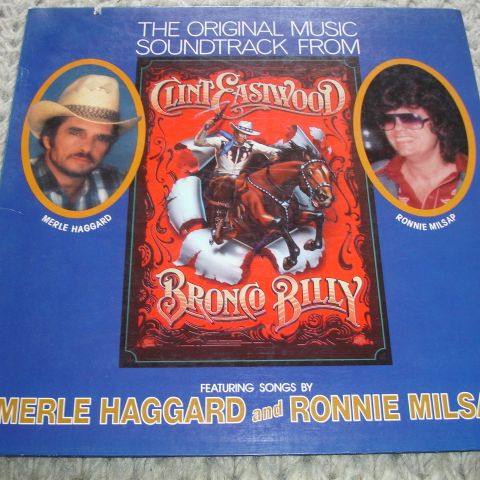 THE ORIGINAL MUSIC
SOUNDTRACK FROM
CLINT EASTWOOD
BRONCO BILLY
MERLE HAGGARD
RONNIE MILSAP
FEATURING SONGS BY
MERLE HAGGARD and RONNIE MILSA